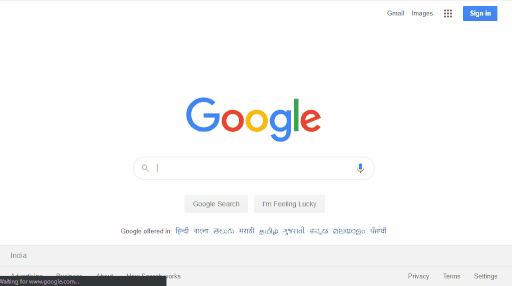 Gmail Images Sign in
Google
Google Search I'm Feeling Lucky
Google offered in: हिन्दी বাংলা తెలుగు मराठी தமிழ் ગુજરાતી ಕನ್ನಡ മലയാളം ਪੰਜਾਬੀ
India
Advertising Business About How Search works Privacy Terms Settings
Waiting for www.google.com...